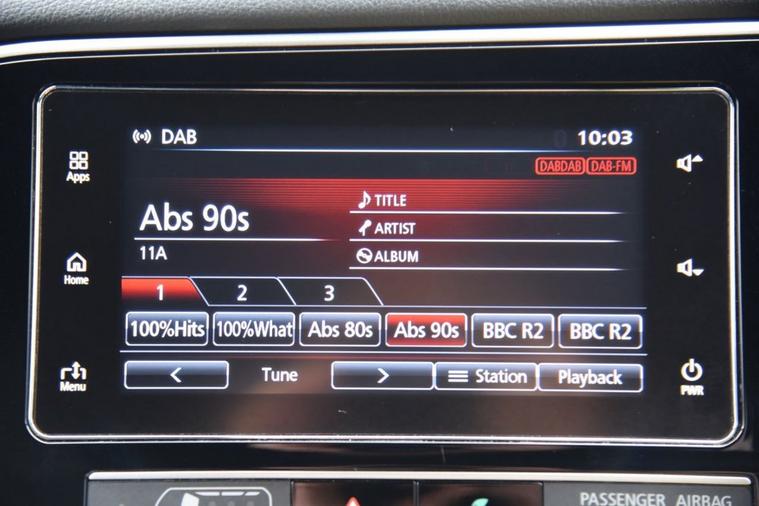 DAB
10:03
DABDAB DAB-FM
Apps
Abs 90s
TITLE
ARTIST
11A
ALBUM
Home
1 2 3
100%Hits 100%What Abs 80s Abs 90s BBC R2 BBC R2
< Tune > Station Playback
Menu
PWR
PASSENGER AIRBAG